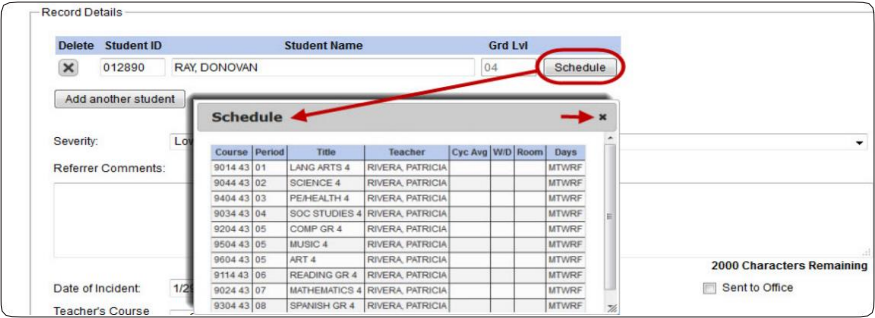 Record Details
Delete Student ID Student Name Grd Lvl
012890 RAY, DONOVAN 04 Schedule
Add another student
Schedule
Severity: Low
Referrer Comments:
Course Period Title Teacher Cyc Avg W/D Room Days
9014 43 01 LANG ARTS 4 RIVERA, PATRICIA MTWRF
9044 43 02 SCIENCE 4 RIVERA, PATRICIA MTWRF
9404 43 03 PE/HEALTH 4 RIVERA, PATRICIA MTWRF
9034 43 04 SOC STUDIES 4 RIVERA, PATRICIA MTWRF
9204 43 05 COMP GR 4 RIVERA, PATRICIA MTWRF
9504 43 05 MUSIC 4 RIVERA, PATRICIA MTWRF
9604 43 05 ART 4 RIVERA, PATRICIA MTWRF
9114 43 06 READING GR 4 RIVERA, PATRICIA MTWRF
9024 43 07 MATHEMATICS 4 RIVERA, PATRICIA MTWRF
9304 43 08 SPANISH GR 4 RIVERA, PATRICIA MTWRF
2000 Characters Remaining
Date of Incident: 1/29
Sent to Office
Teacher's Course